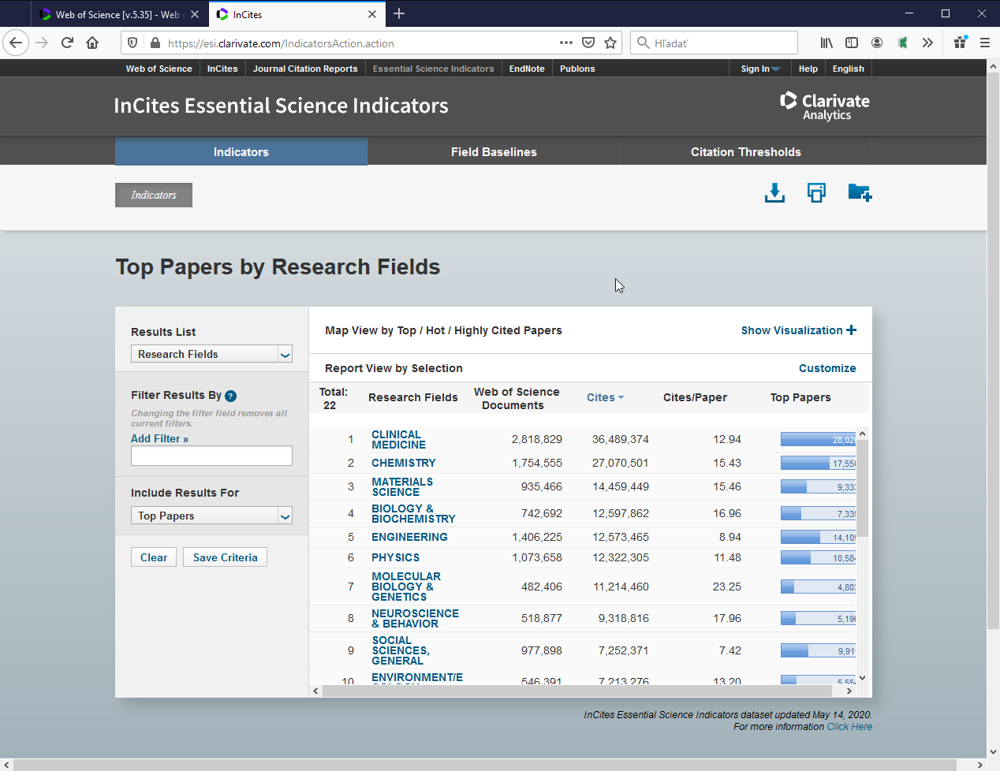 Web of Science [v.5.35] - Web
InCites
https://esi.clarivate.com/IndicatorsAction.action
Hľadať
Web of Science InCites Journal Citation Reports Essential Science Indicators EndNote Publons Sign In Help English
InCites Essential Science Indicators
Clarivate
Analytics
Indicators Field Baselines Citation Thresholds
Indicators
Top Papers by Research Fields
Results List
Research Fields
Filter Results By ?
Changing the filter field removes all
current filters.
Add Filter »
Include Results For
Top Papers
Clear Save Criteria
Map View by Top / Hot / Highly Cited Papers Show Visualization +
Report View by Selection Customize
Total:
22
Research Fields
Web of Science
Documents
Cites
Cites/Paper
Top Papers
1 CLINICAL
MEDICINE 2,818,829 36,489,374 12.94
2 CHEMISTRY 1,754,555 27,070,501 15.43
3 MATERIALS
SCIENCE 935,466 14,459,449 15.46
4 BIOLOGY &
BIOCHEMISTRY 742,692 12,597,862 16.96
5 ENGINEERING 1,406,225 12,573,465 8.94
6 PHYSICS 1,073,658 12,322,305 11.48
7 MOLECULAR
BIOLOGY &
GENETICS 482,406 11,214,460 23.25
8 NEUROSCIENCE
& BEHAVIOR 518,877 9,318,816 17.96
9 SOCIAL
SCIENCES,
GENERAL 977,898 7,252,371 7.42
10 ENVIRONMENT/E 546,391 7,213,276 13.20
InCites Essential Science Indicators dataset updated May 14, 2020.
For more information Click Here